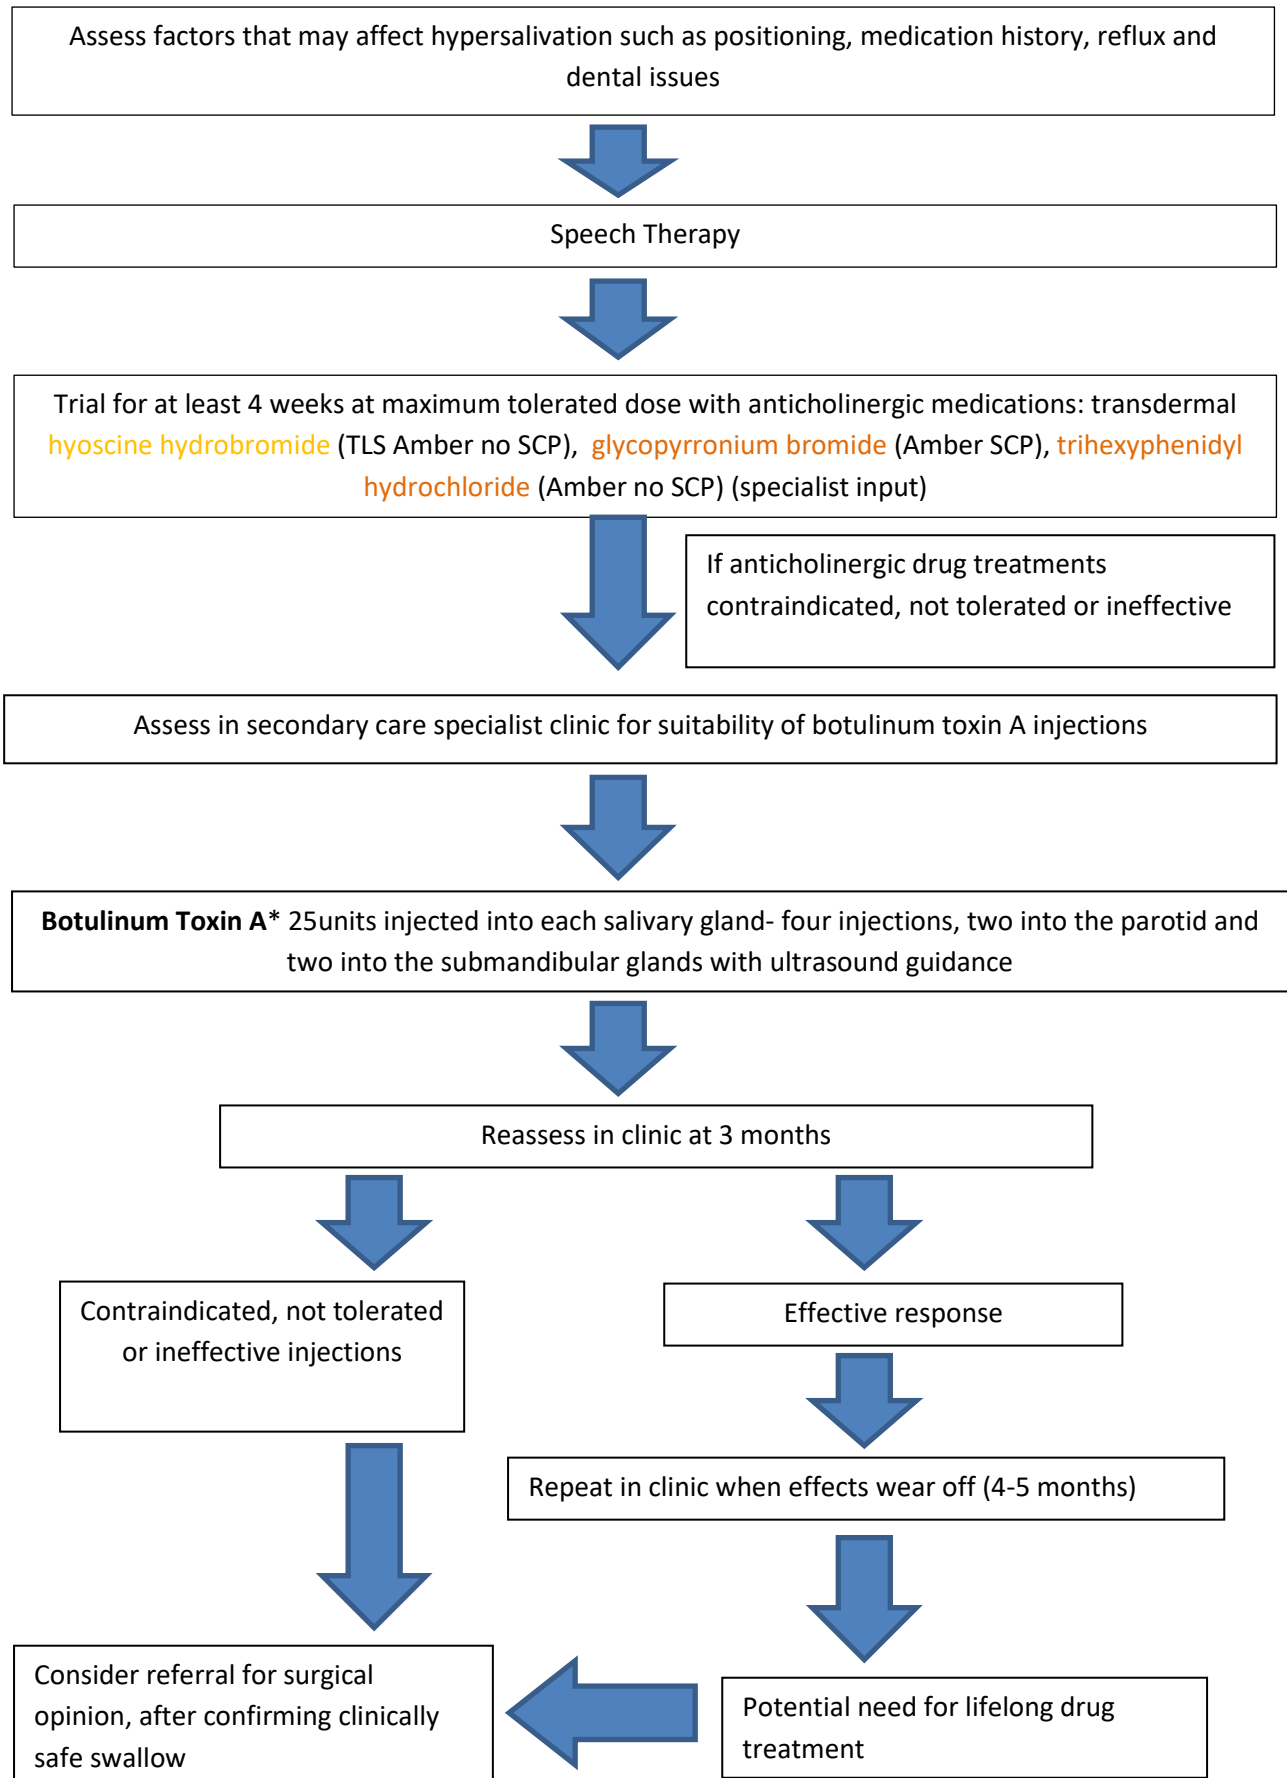 Assess factors that may affect hypersalivation such as positioning, medication history, reflux and
dental issues
Speech Therapy
Trial for at least 4 weeks at maximum tolerated dose with anticholinergic medications: transdermal
hyoscine hydrobromide (TLS Amber no SCP), glycopyrronium bromide (Amber SCP), trihexyphenidyl
hydrochloride (Amber no SCP) (specialist input)
If anticholinergic drug treatments
contraindicated, not tolerated or ineffective
Assess in secondary care specialist clinic for suitability of botulinum toxin A injections
Botulinum Toxin A* 25units injected into each salivary gland- four injections, two into the parotid and
two into the submandibular glands with ultrasound guidance
Reassess in clinic at 3 months
Contraindicated, not tolerated
or ineffective injections
Effective response
Repeat in clinic when effects wear off (4-5 months)
Consider referral for surgical
opinion, after confirming clinically
safe swallow
Potential need for lifelong drug
treatment